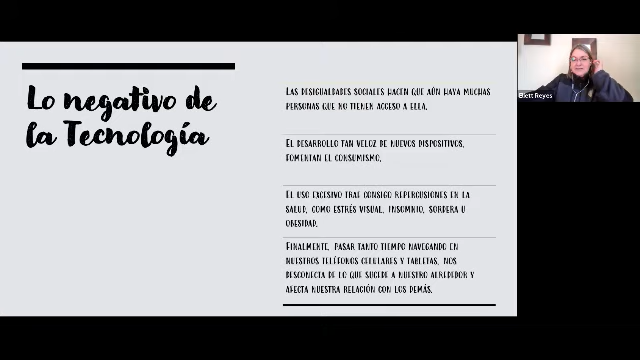 Lo negativo de
la Tecnología
Las desigualdades sociales hacen que aún haya muchas
personas que no tienen acceso a ella.
El desarrollo tan veloz de nuevos dispositivos,
fomentan el consumismo.
El uso excesivo trae consigo repercusiones en la
salud, como estrés visual, insomnio, sordera u
obesidad.
Finalmente, pasar tanto tiempo navegando en
nuestros teléfonos celulares y tabletas, nos
desconecta de lo que sucede a nuestro alrededor y
afecta nuestra relación con los demás.
Blett Reyes